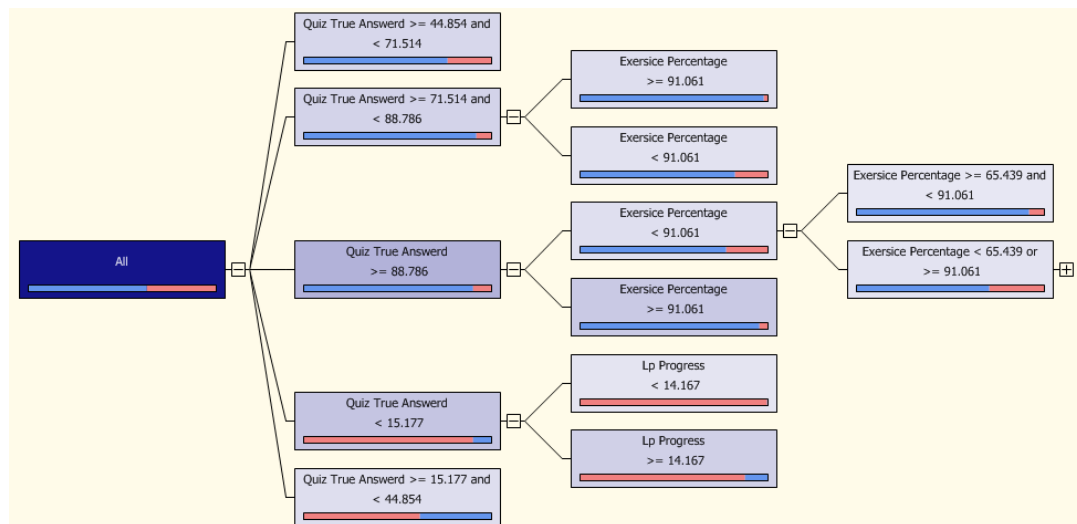 All
Quiz True Answerd >= 44.854 and
< 71.514
Quiz True Answerd >= 71.514 and
< 88.786
Quiz True Answerd
>= 88.786
Quiz True Answerd
< 15.177
Quiz True Answerd >= 15.177 and
< 44.854
Exersice Percentage
>= 91.061
Exersice Percentage
< 91.061
Exersice Percentage
< 91.061
Exersice Percentage
>= 91.061
Lp Progress
< 14.167
Lp Progress
>= 14.167
Exersice Percentage >= 65.439 and
< 91.061
Exersice Percentage < 65.439 or
>= 91.061